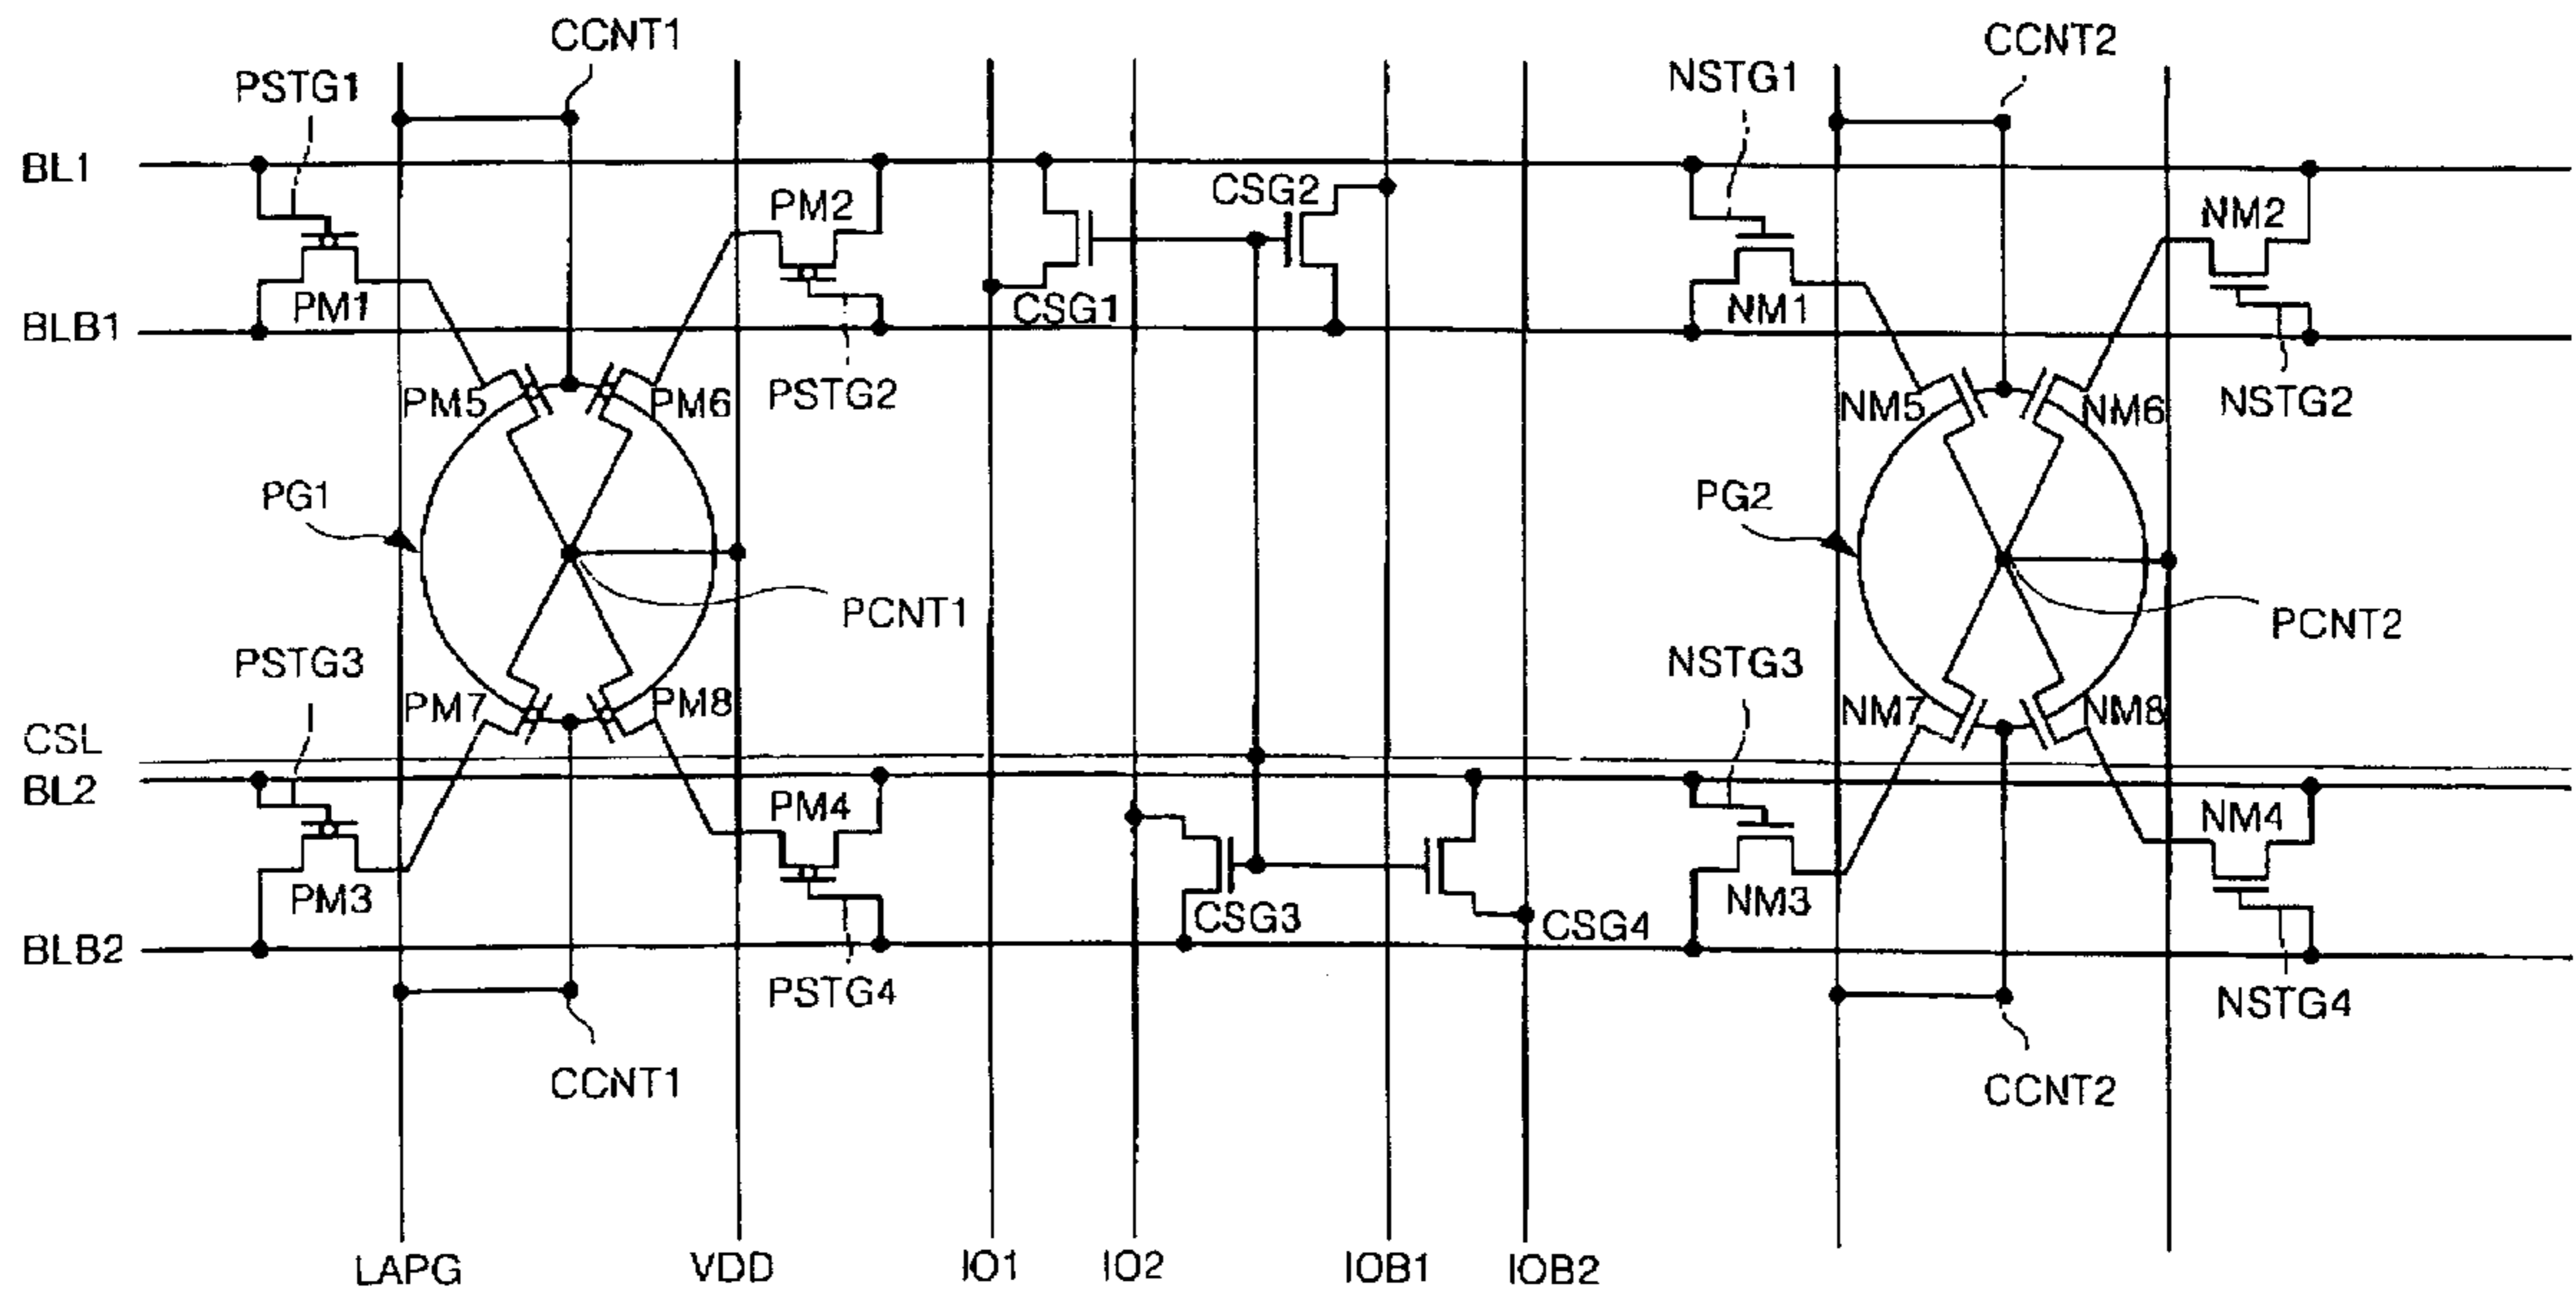 CCNT1
CCNT2
PSTG1
NSTG1
BL1
PM2
CSG2
NM2
PM1
CSG1
NM1
BLB1
PM5
PM6
PSTG2
NM5
NM6
NSTG2
PG1
PG2
PCNT1
PCNT2
PSTG3
NSTG3
PM7
PM8
NM7
NM8
CSL
BL2
PM4
NM4
PM3
CSG3
CSG4
NM3
BLB2
PSTG4
NSTG4
CCNT1
CCNT2
LAPG
VDD
IO1
IO2
IOB1
IOB2